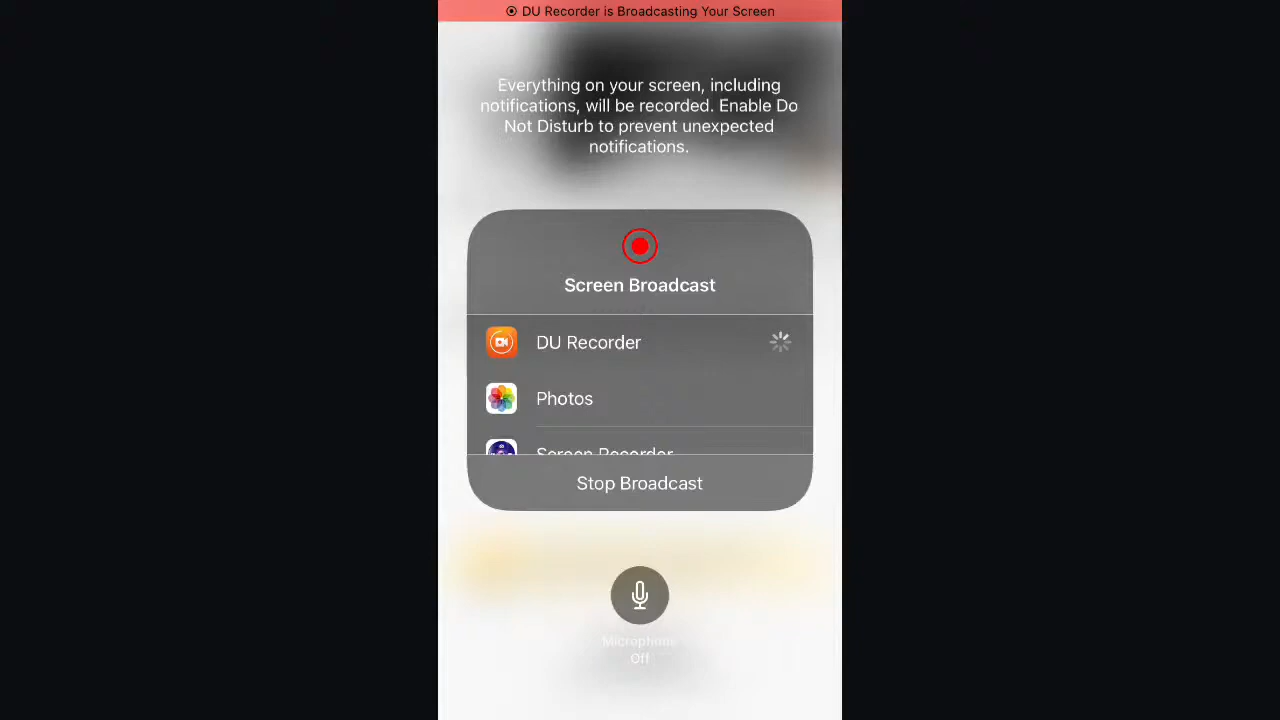 DU Recorder is Broadcasting Your Screen
Everything on your screen, including
notifications, will be recorded. Enable Do
Not Disturb to prevent unexpected
notifications.
Screen Broadcast
DU Recorder
Photos
Screen Recorder
Stop Broadcast
Microphone
Off